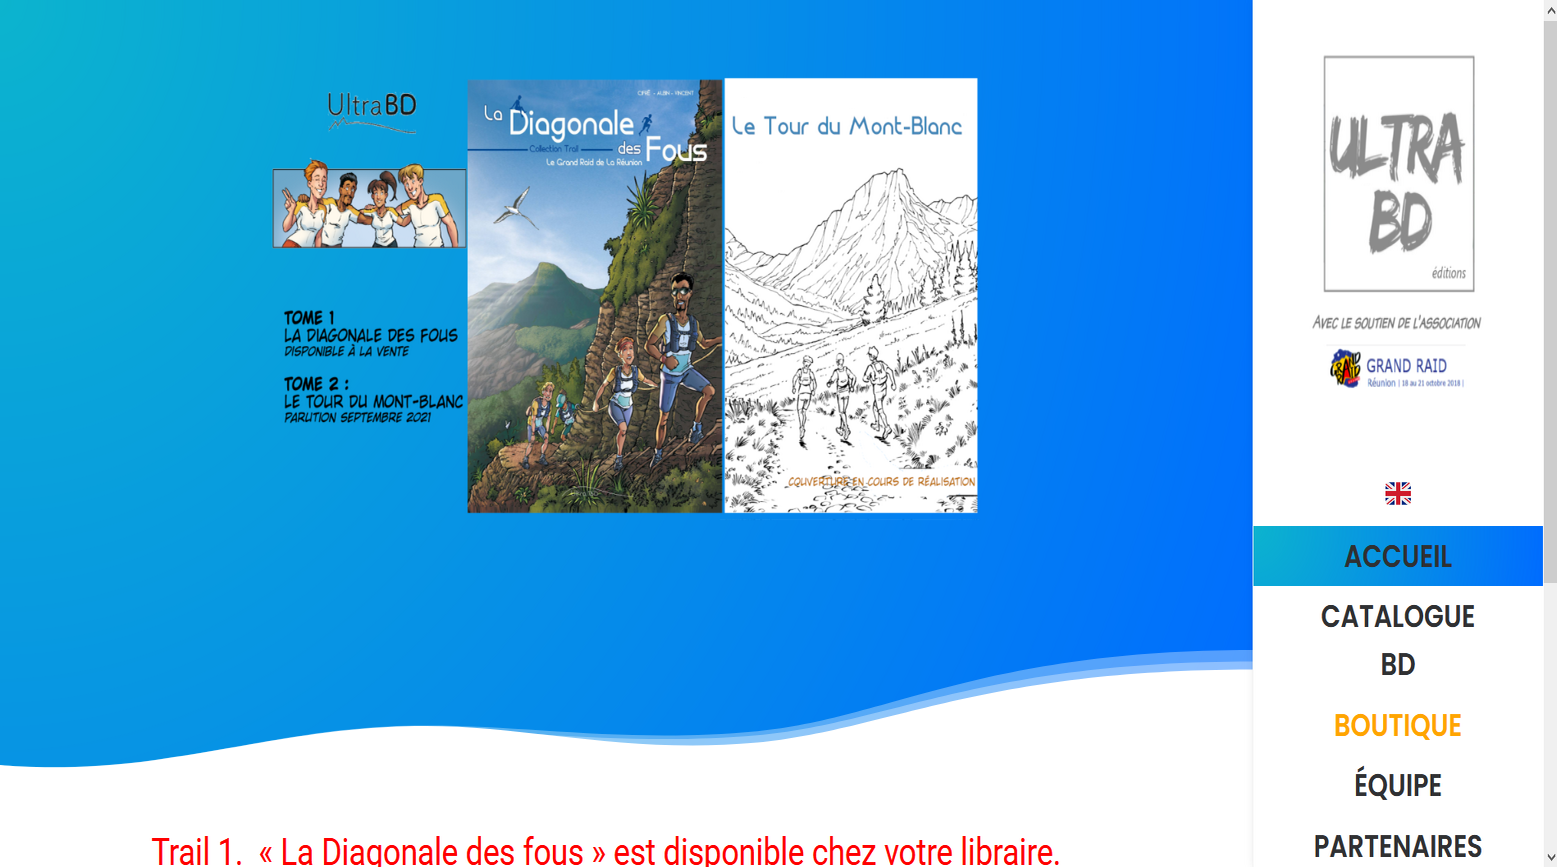 UltraBD
TOME 1
LA DIAGONALE DES FOUS
DISPONIBLE À LA VENTE
TOME 2 :
LE TOUR DU MONT-BLANC
PARUTION SEPTEMBRE 2021
CIPIÉ - AUBIN - VINCENT
La Diagonale
Collection Trail
des Fous
Le Grand Raid de La Réunion
Le Tour du Mont-Blanc
COUVERTURE EN COURS DE RÉALISATION
ULTRA
BD
éditions
AVEC LE SOUTIEN DE L'ASSOCIATION
GRAND RAID
GRAND RAID
Réunion | 18 au 21 octobre 2018 |
ACCUEIL
CATALOGUE
BD
BOUTIQUE
ÉQUIPE
PARTENAIRES
Trail 1. « La Diagonale des fous » est disponible chez votre libraire.